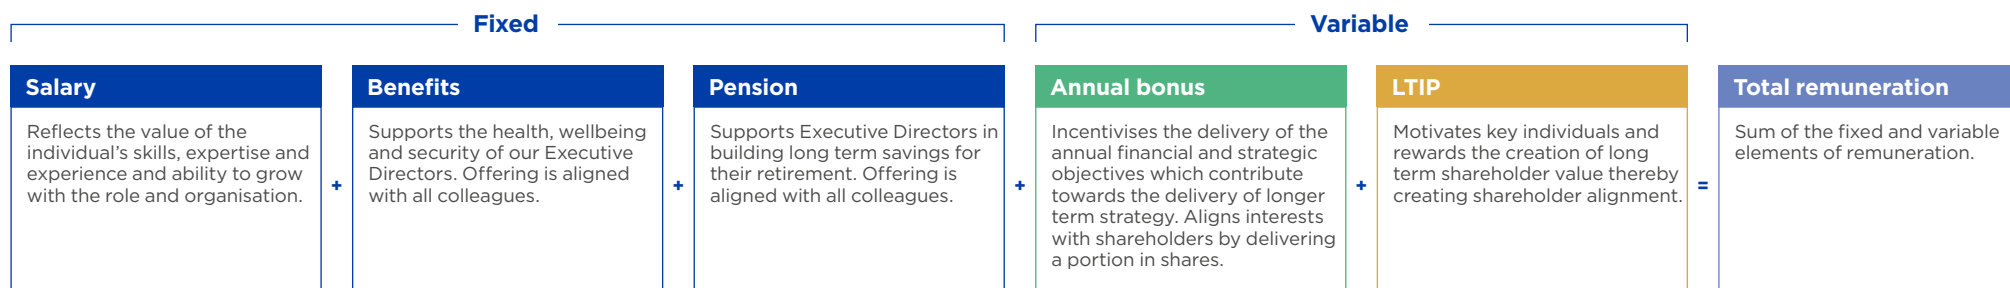 Fixed
Variable
Salary
Reflects the value of the
individual's skills, expertise and
experience and ability to grow
with the role and organisation.
+
Benefits
Supports the health, wellbeing
and security of our Executive
Directors. Offering is aligned
with all colleagues.
+
Pension
Supports Executive Directors in
building long term savings for
their retirement. Offering is
aligned with all colleagues.
+
Annual bonus
Incentivises the delivery of the
annual financial and strategic
objectives which contribute
towards the delivery of longer
term strategy. Aligns interests
with shareholders by delivering
a portion in shares.
+
LTIP
Motivates key individuals and
rewards the creation of long
term shareholder value thereby
creating shareholder alignment.
=
Total remuneration
Sum of the fixed and variable
elements of remuneration.